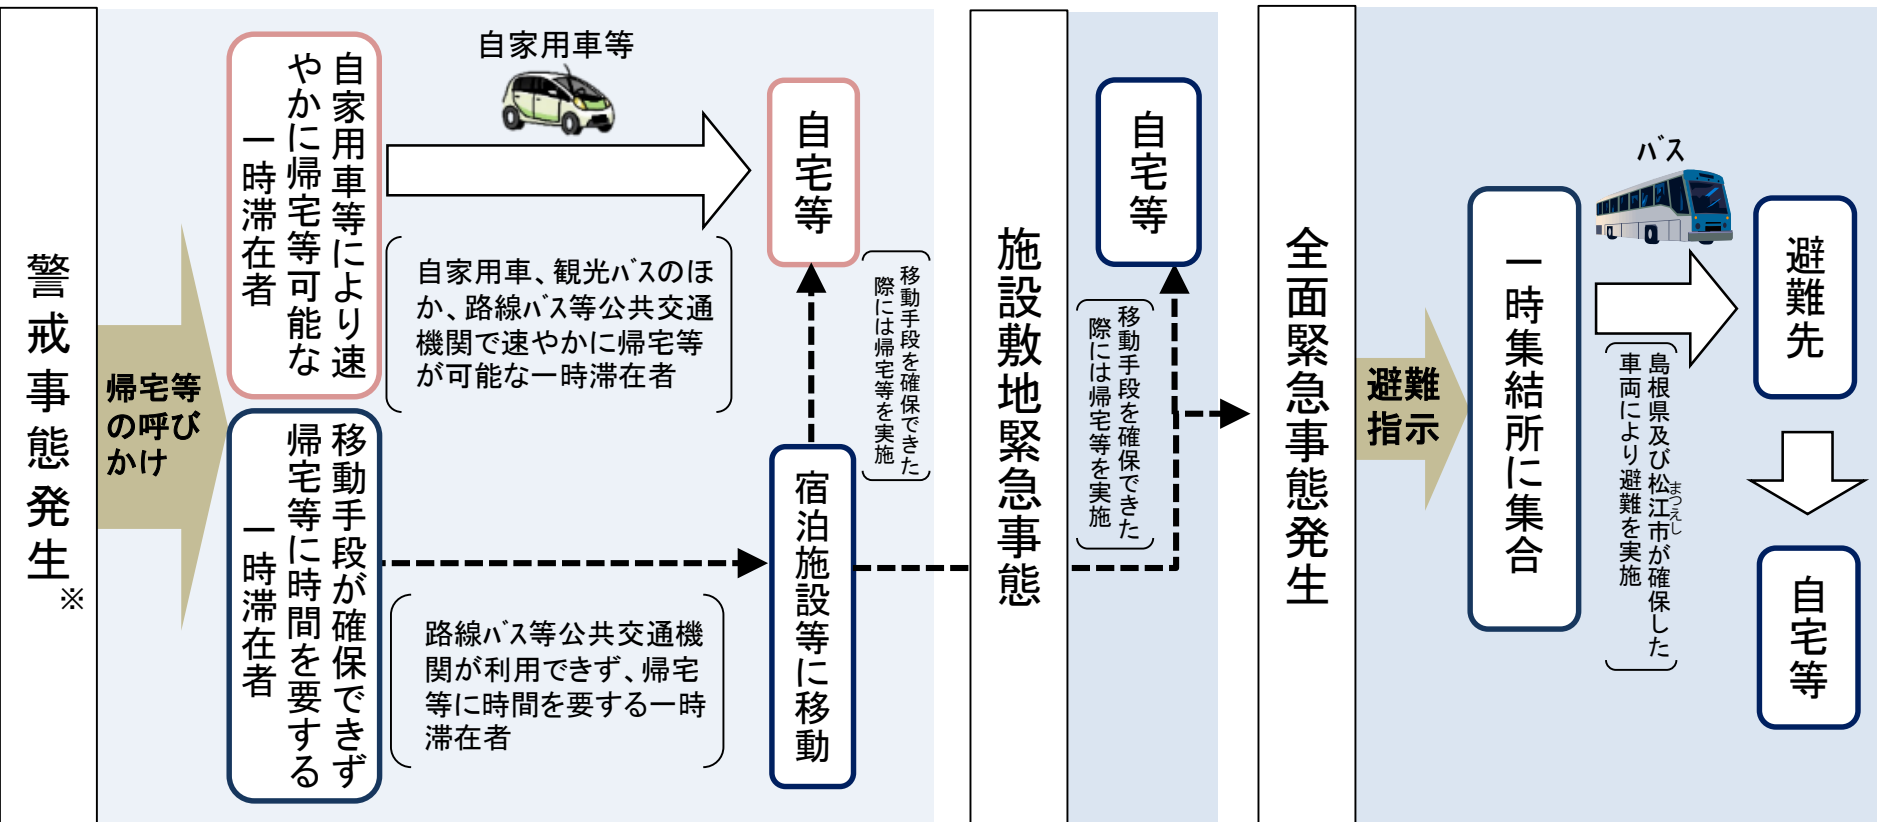 警戒事態発生※
帰宅等
の呼び
かけ
自家用車等により速
やかに帰宅等可能な
一時滞在者
自家用車等
自家用車、観光バスのほ
か、路線バス等公共交通
機関で速やかに帰宅等
が可能な一時滞在者
自宅等
移動手段を確保できた
際には帰宅等を実施
移動手段が確保できず
帰宅等に時間を要する
一時滞在者
路線バス等公共交通機
関が利用できず、帰宅
等に時間を要する一時
滞在者
宿泊施設等に移動
施設敷地緊急事態
自宅等
移動手段を確保できた
際には帰宅等を実施
全面緊急事態発生
避難
指示
一時集結所に集合
バス
島根県及び松江市が確保した
まつえし
車両により避難を実施
避難先
自宅等